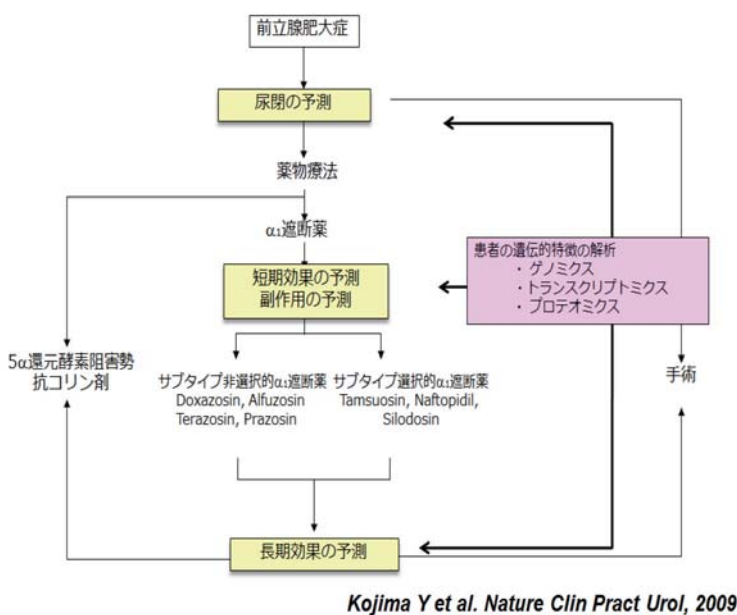 前立腺肥大症
尿閉の予測
薬物療法
α₁遮断薬
短期効果の予測
副作用の予測
患者の遺伝的特徴の解析
・ ゲノミクス
・ トランスクリプトミクス
・ プロテオミクス
5α還元酵素阻害勢
抗コリン剤
サブタイプ非選択的α₁遮断薬
Doxazosin, Alfuzosin
Terazosin, Prazosin
サブタイプ選択的α₁遮断薬
Tamsuosin, Naftopidil,
Silodosin
手術
長期効果の予測
Kojima Y et al. Nature Clin Pract Urol, 2009